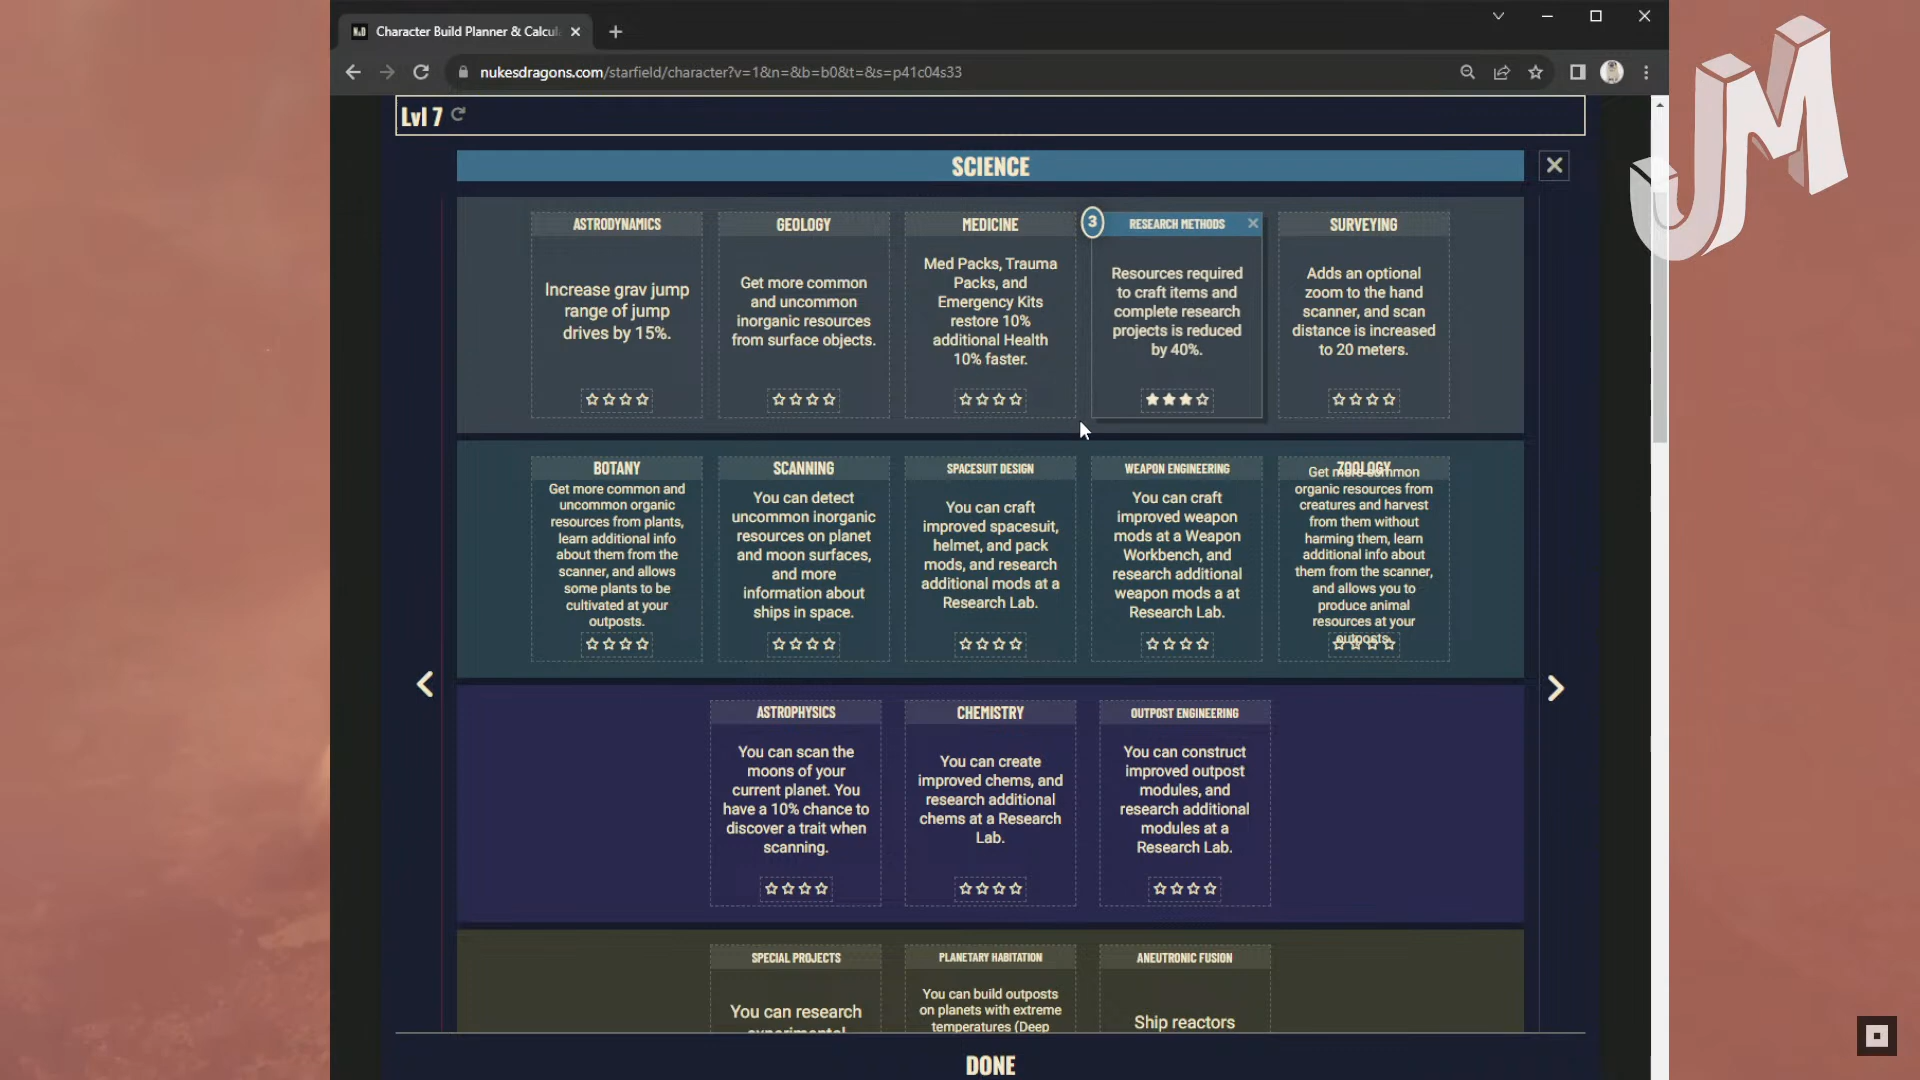 Character Build Planner & Calcul
nukesdragons.com/starfield/character?v=1&n=&b=b0&t=&s=p41c04s33
JM
Lvl 7
SCIENCE
ASTRODYNAMICS
Increase grav jump
range of jump
drives by 15%.
GEOLOGY
Get more common
and uncommon
inorganic resources
from surface objects.
MEDICINE
Med Packs, Trauma
Packs, and
Emergency Kits
restore 10%
additional Health
10% faster.
3
RESEARCH METHODS
Resources required
to craft items and
complete research
projects is reduced
by 40%.
SURVEYING
Adds an optional
zoom to the hand
scanner, and scan
distance is increased
to 20 meters.
BOTANY
Get more common and
uncommon organic
resources from plants,
learn additional info
about them from the
scanner, and allows
some plants to be
cultivated at your
outposts.
SCANNING
You can detect
uncommon inorganic
resources on planet
and moon surfaces,
and more
information about
ships in space.
SPACESUIT DESIGN
You can craft
improved spacesuit,
helmet, and pack
mods, and research
additional mods at a
Research Lab.
WEAPON ENGINEERING
You can craft
improved weapon
mods at a Weapon
Workbench, and
research additional
weapon mods a at
Research Lab.
ZOOLOGY
Get more common
organic resources from
creatures and harvest
from them without
harming them, learn
additional info about
them from the scanner,
and allows you to
produce animal
resources at your
outposts.
ASTROPHYSICS
You can scan the
moons of your
current planet. You
have a 10% chance to
discover a trait when
scanning.
CHEMISTRY
You can create
improved chems, and
research additional
chems at a Research
Lab.
OUTPOST ENGINEERING
You can construct
improved outpost
modules, and
research additional
modules at a
Research Lab.
SPECIAL PROJECTS
You can research
experimental
PLANETARY HABITATION
You can build outposts
on planets with extreme
temperatures (Deep
ANEUTRONIC FUSION
Ship reactors
DONE